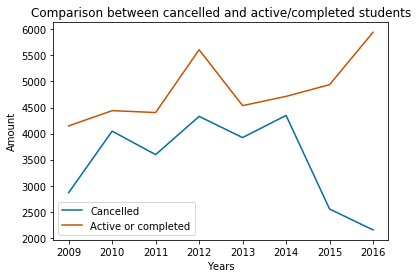 Comparison between cancelled and active/completed students
6000
5500
5000
4500
4000
3500
3000
2500
2000
Amount
Cancelled
Active or completed
2009 2010 2011 2012 2013 2014 2015 2016
Years